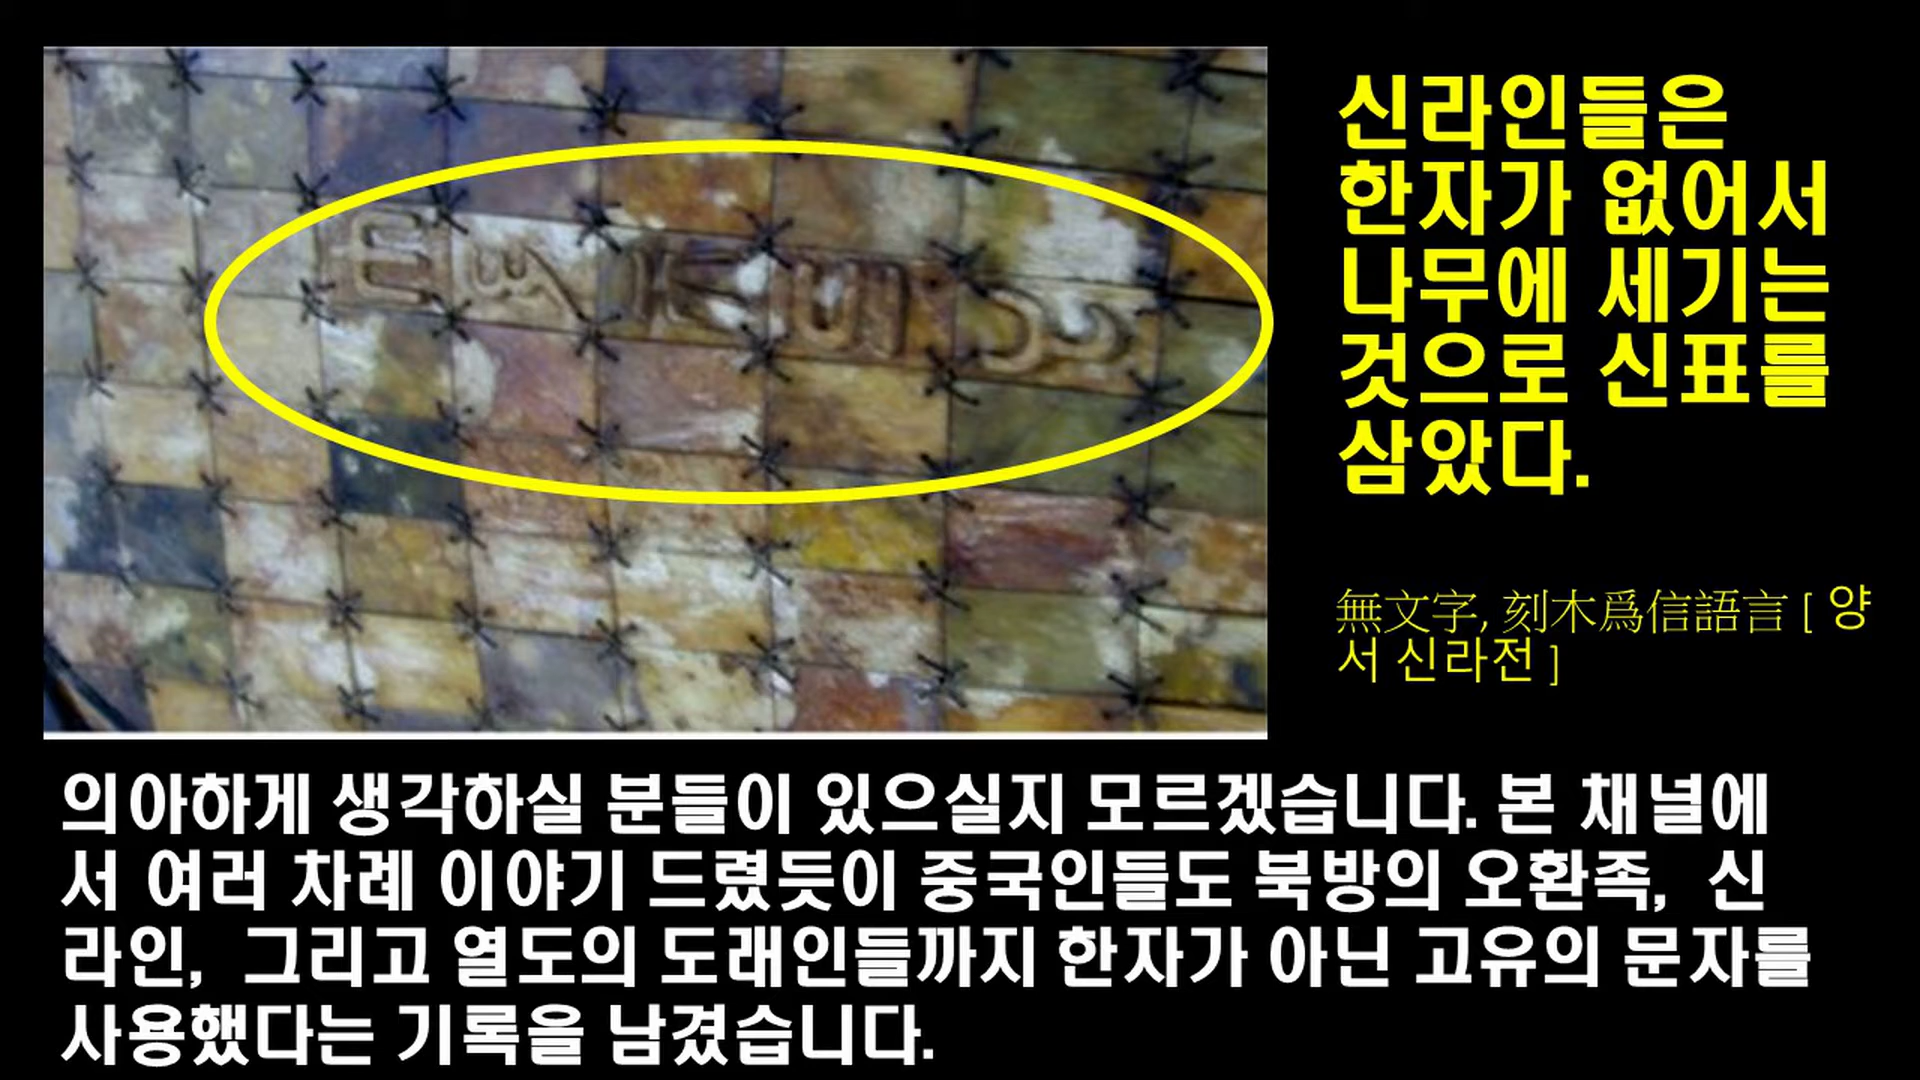 신라인들은
한자가 없어서
나무에 세기는
것으로 신표를
삼았다.
無文字, 刻木爲信語言 [ 양
서 신라전 ]
의아하게 생각하실 분들이 있으실지 모르겠습니다. 본 채널에
서 여러 차례 이야기 드렸듯이 중국인들도 북방의 오환족, 신
라인, 그리고 열도의 도래인들까지 한자가 아닌 고유의 문자를
사용했다는 기록을 남겼습니다.